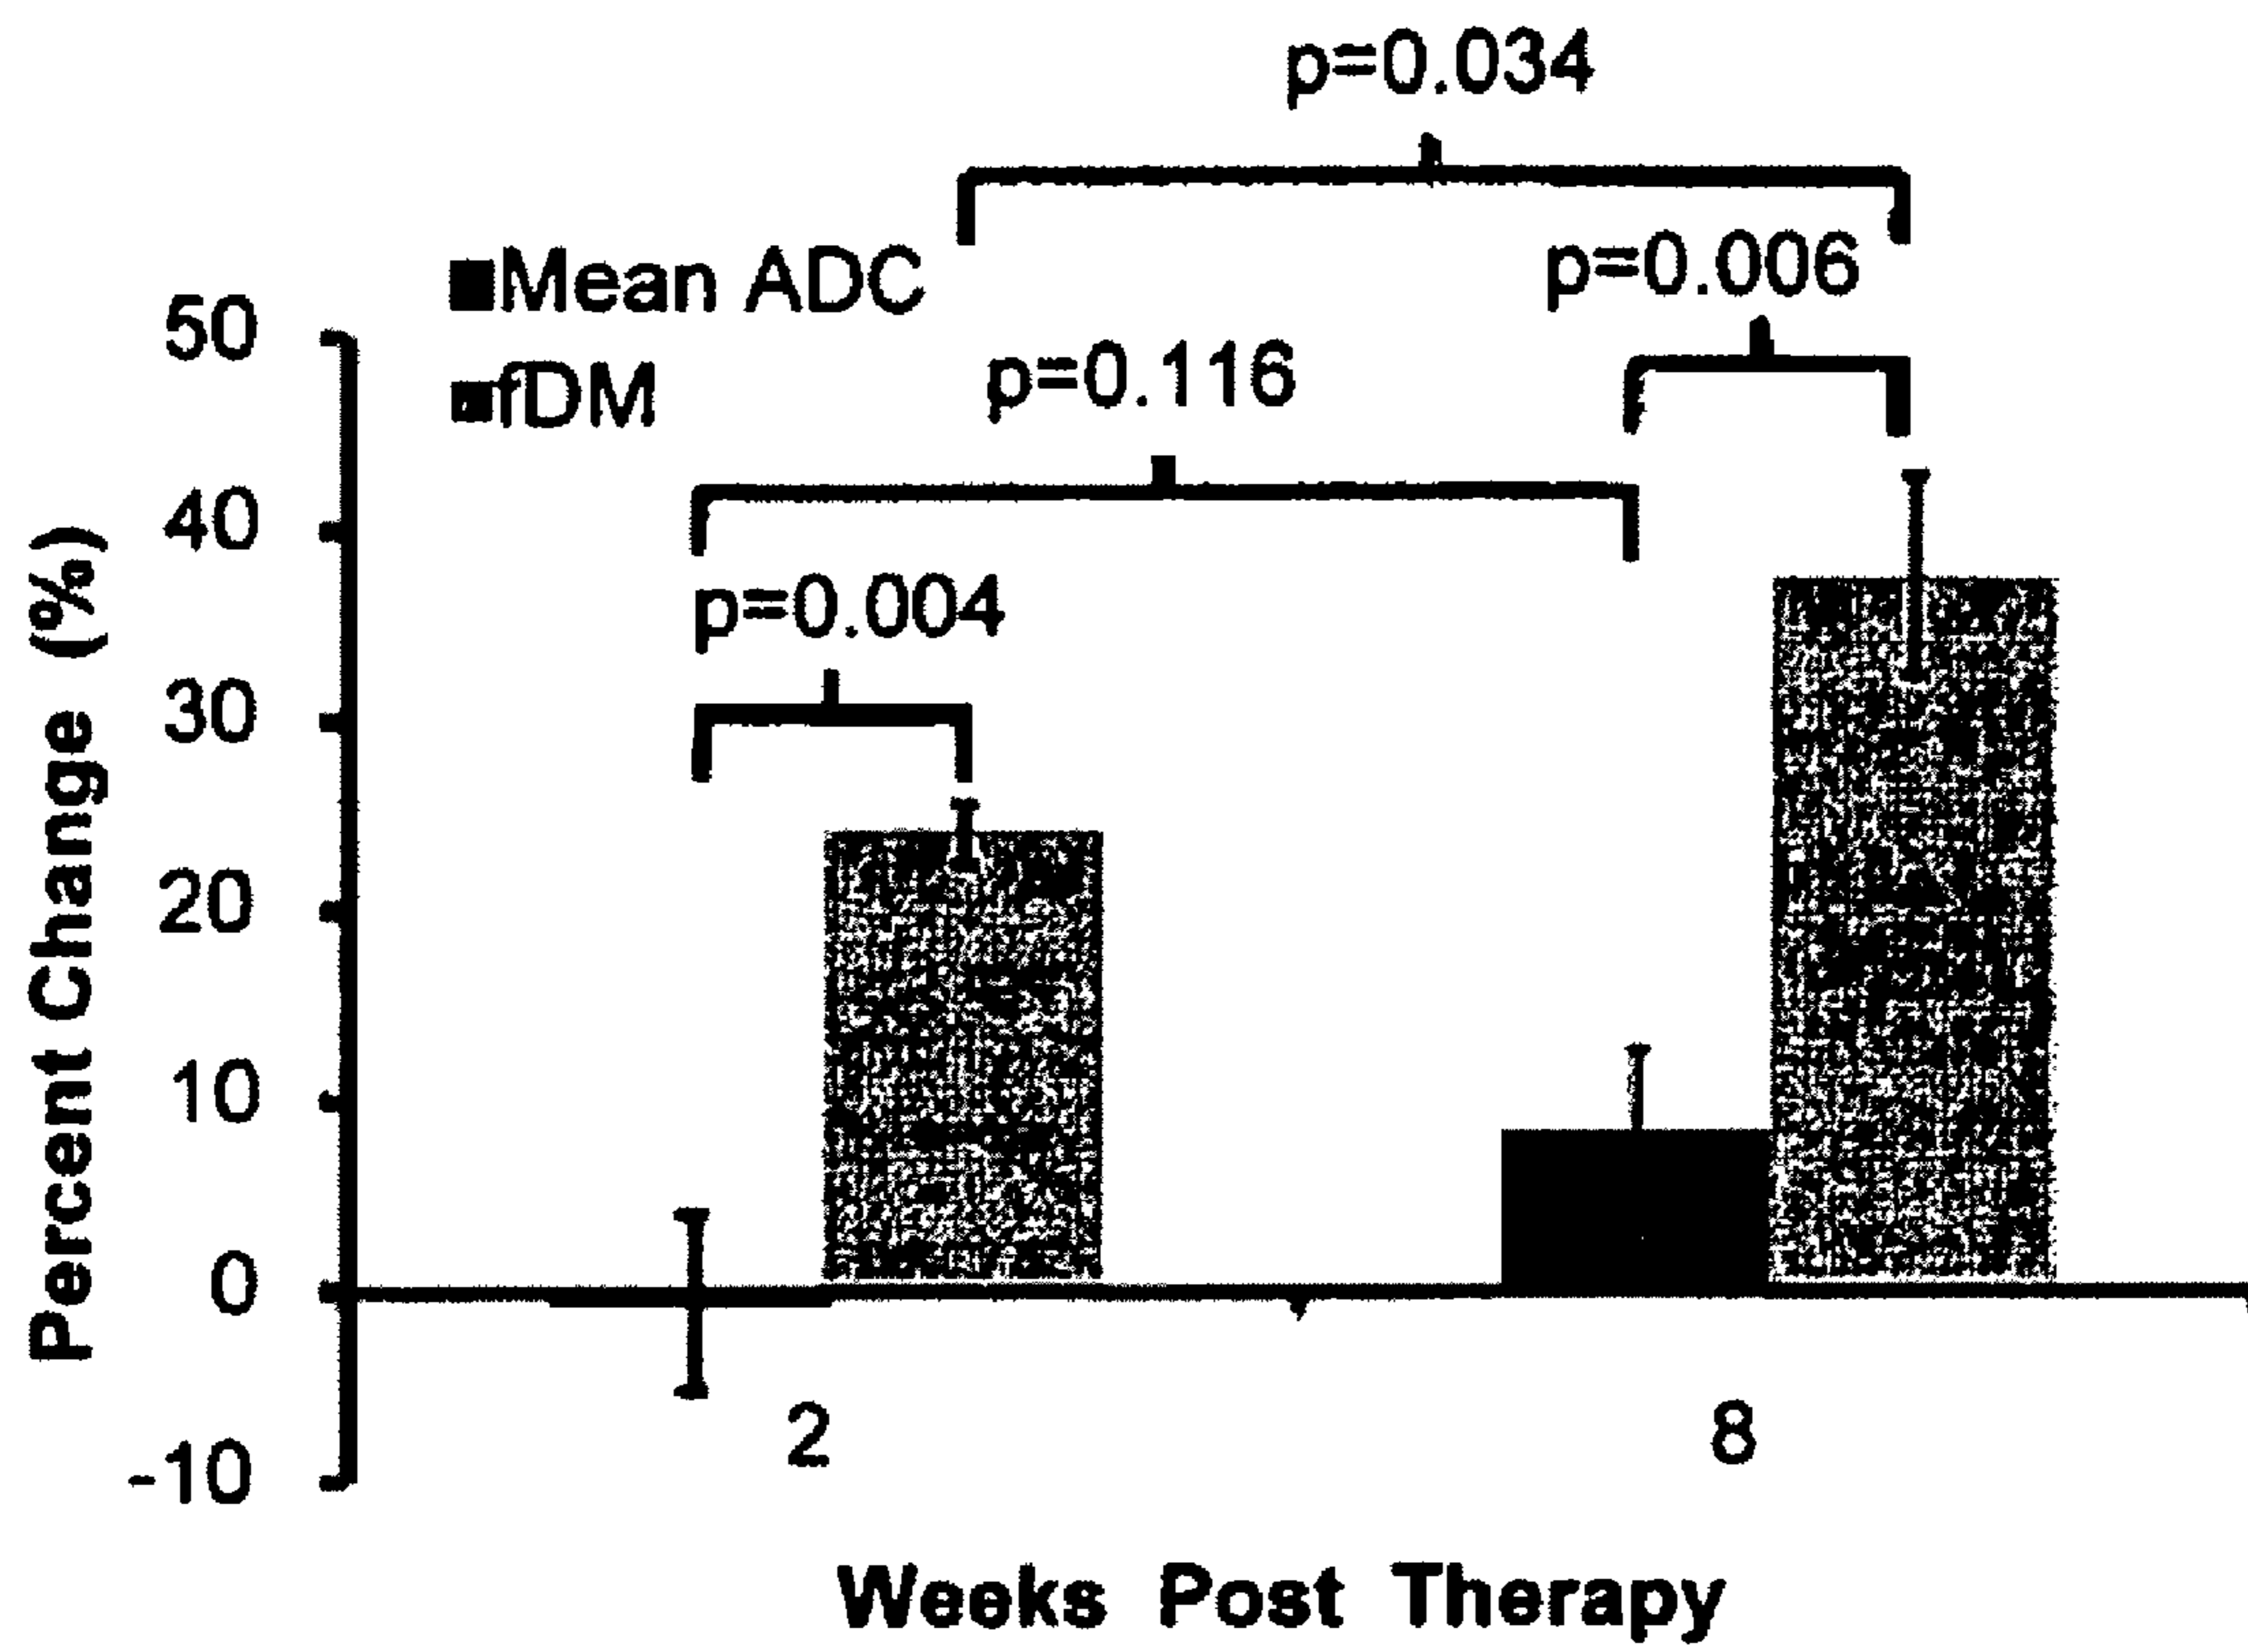 p=0.034
Mean ADC
p=0.006
50
fDM
p=0.116
40
p=0.004
30
20
10
0
-10
2
8
Percent Change (%)
Weeks Post Therapy